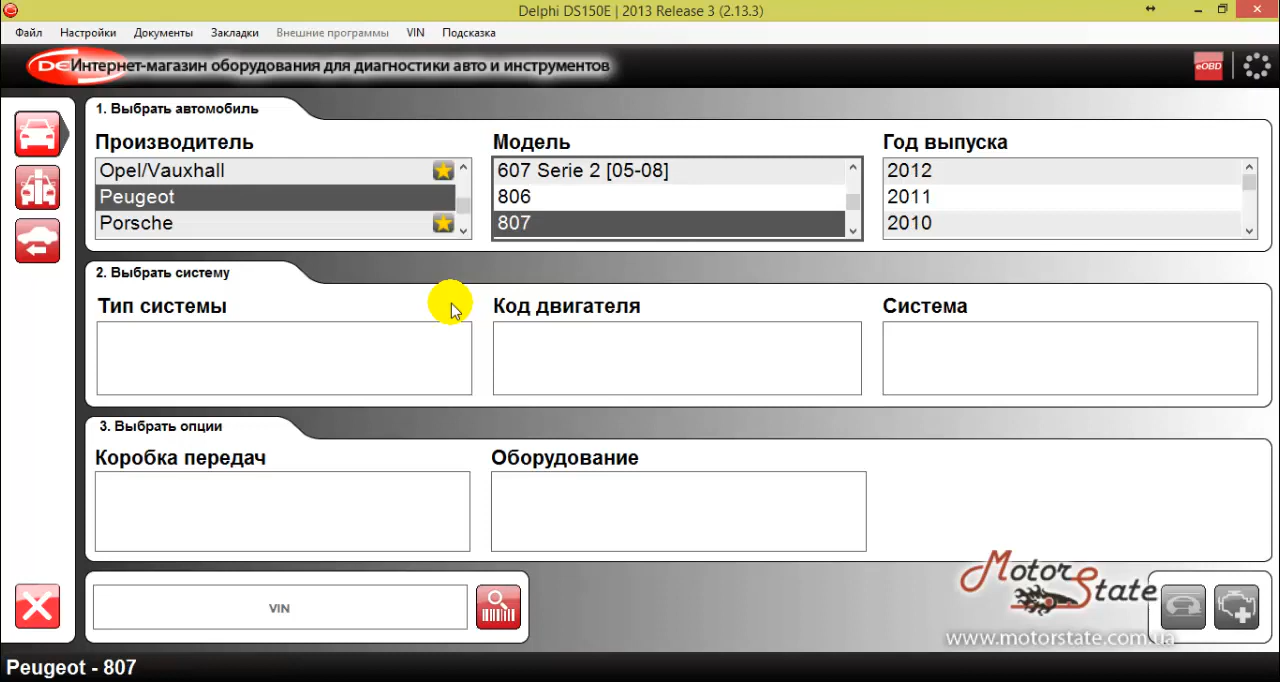 Delphi DS150E | 2013 Release 3 (2.13.3)
Файл Настройки Документы Закладки Внешние программы VIN Подсказка
DE Интернет-магазин оборудования для диагностики авто и инструментов
eOBD
1. Выбрать автомобиль
Производитель Модель Год выпуска
Opel/Vauxhall 607 Serie 2 [05-08] 2012
Peugeot 806 2011
Porsche 807 2010
2. Выбрать систему
Тип системы Код двигателя Система
3. Выбрать опции
Коробка передач Оборудование
MotorState
VIN
www.motorstate.com.ua
Peugeot - 807